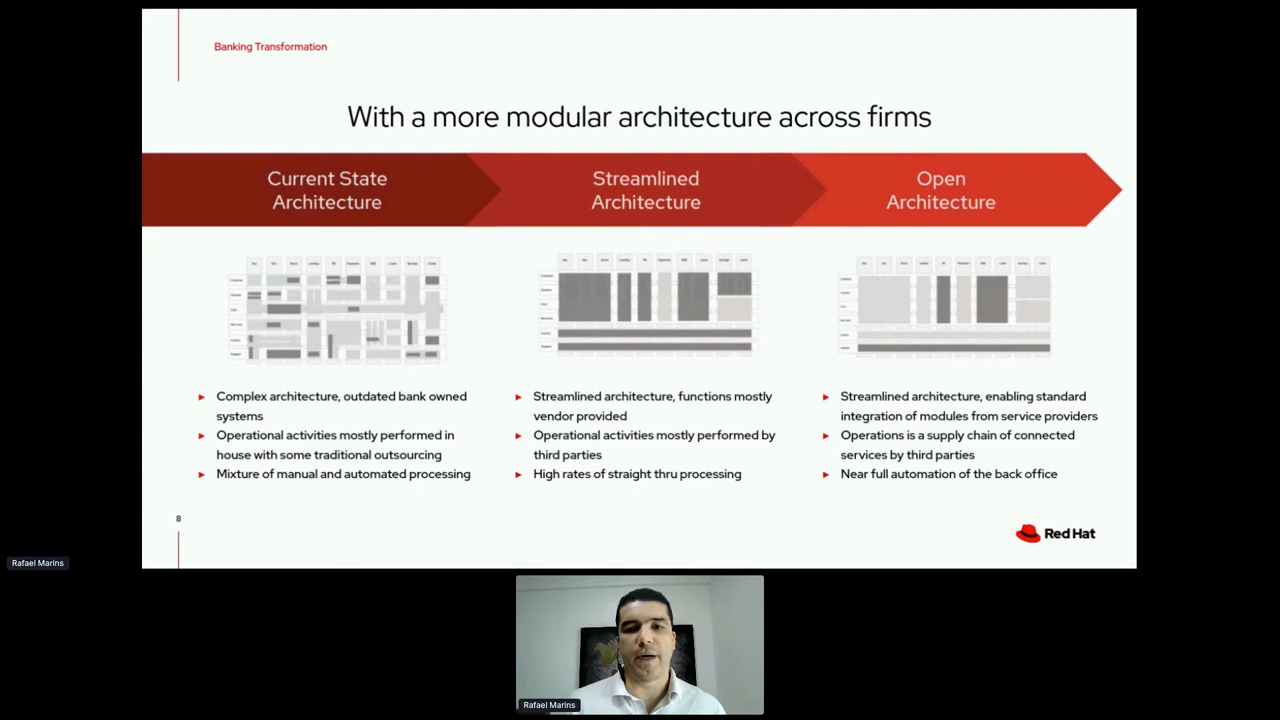 Banking Transformation
With a more modular architecture across firms
Current State
Architecture
Streamlined
Architecture
Open
Architecture
Complex architecture, outdated bank owned
systems
Operational activities mostly performed in
house with some traditional outsourcing
Mixture of manual and automated processing
Streamlined architecture, functions mostly
vendor provided
Operational activities mostly performed by
third parties
High rates of straight thru processing
Streamlined architecture, enabling standard
integration of modules from service providers
Operations is a supply chain of connected
services by third parties
Near full automation of the back office
8
Red Hat
Rafael Marins
Rafael Marins